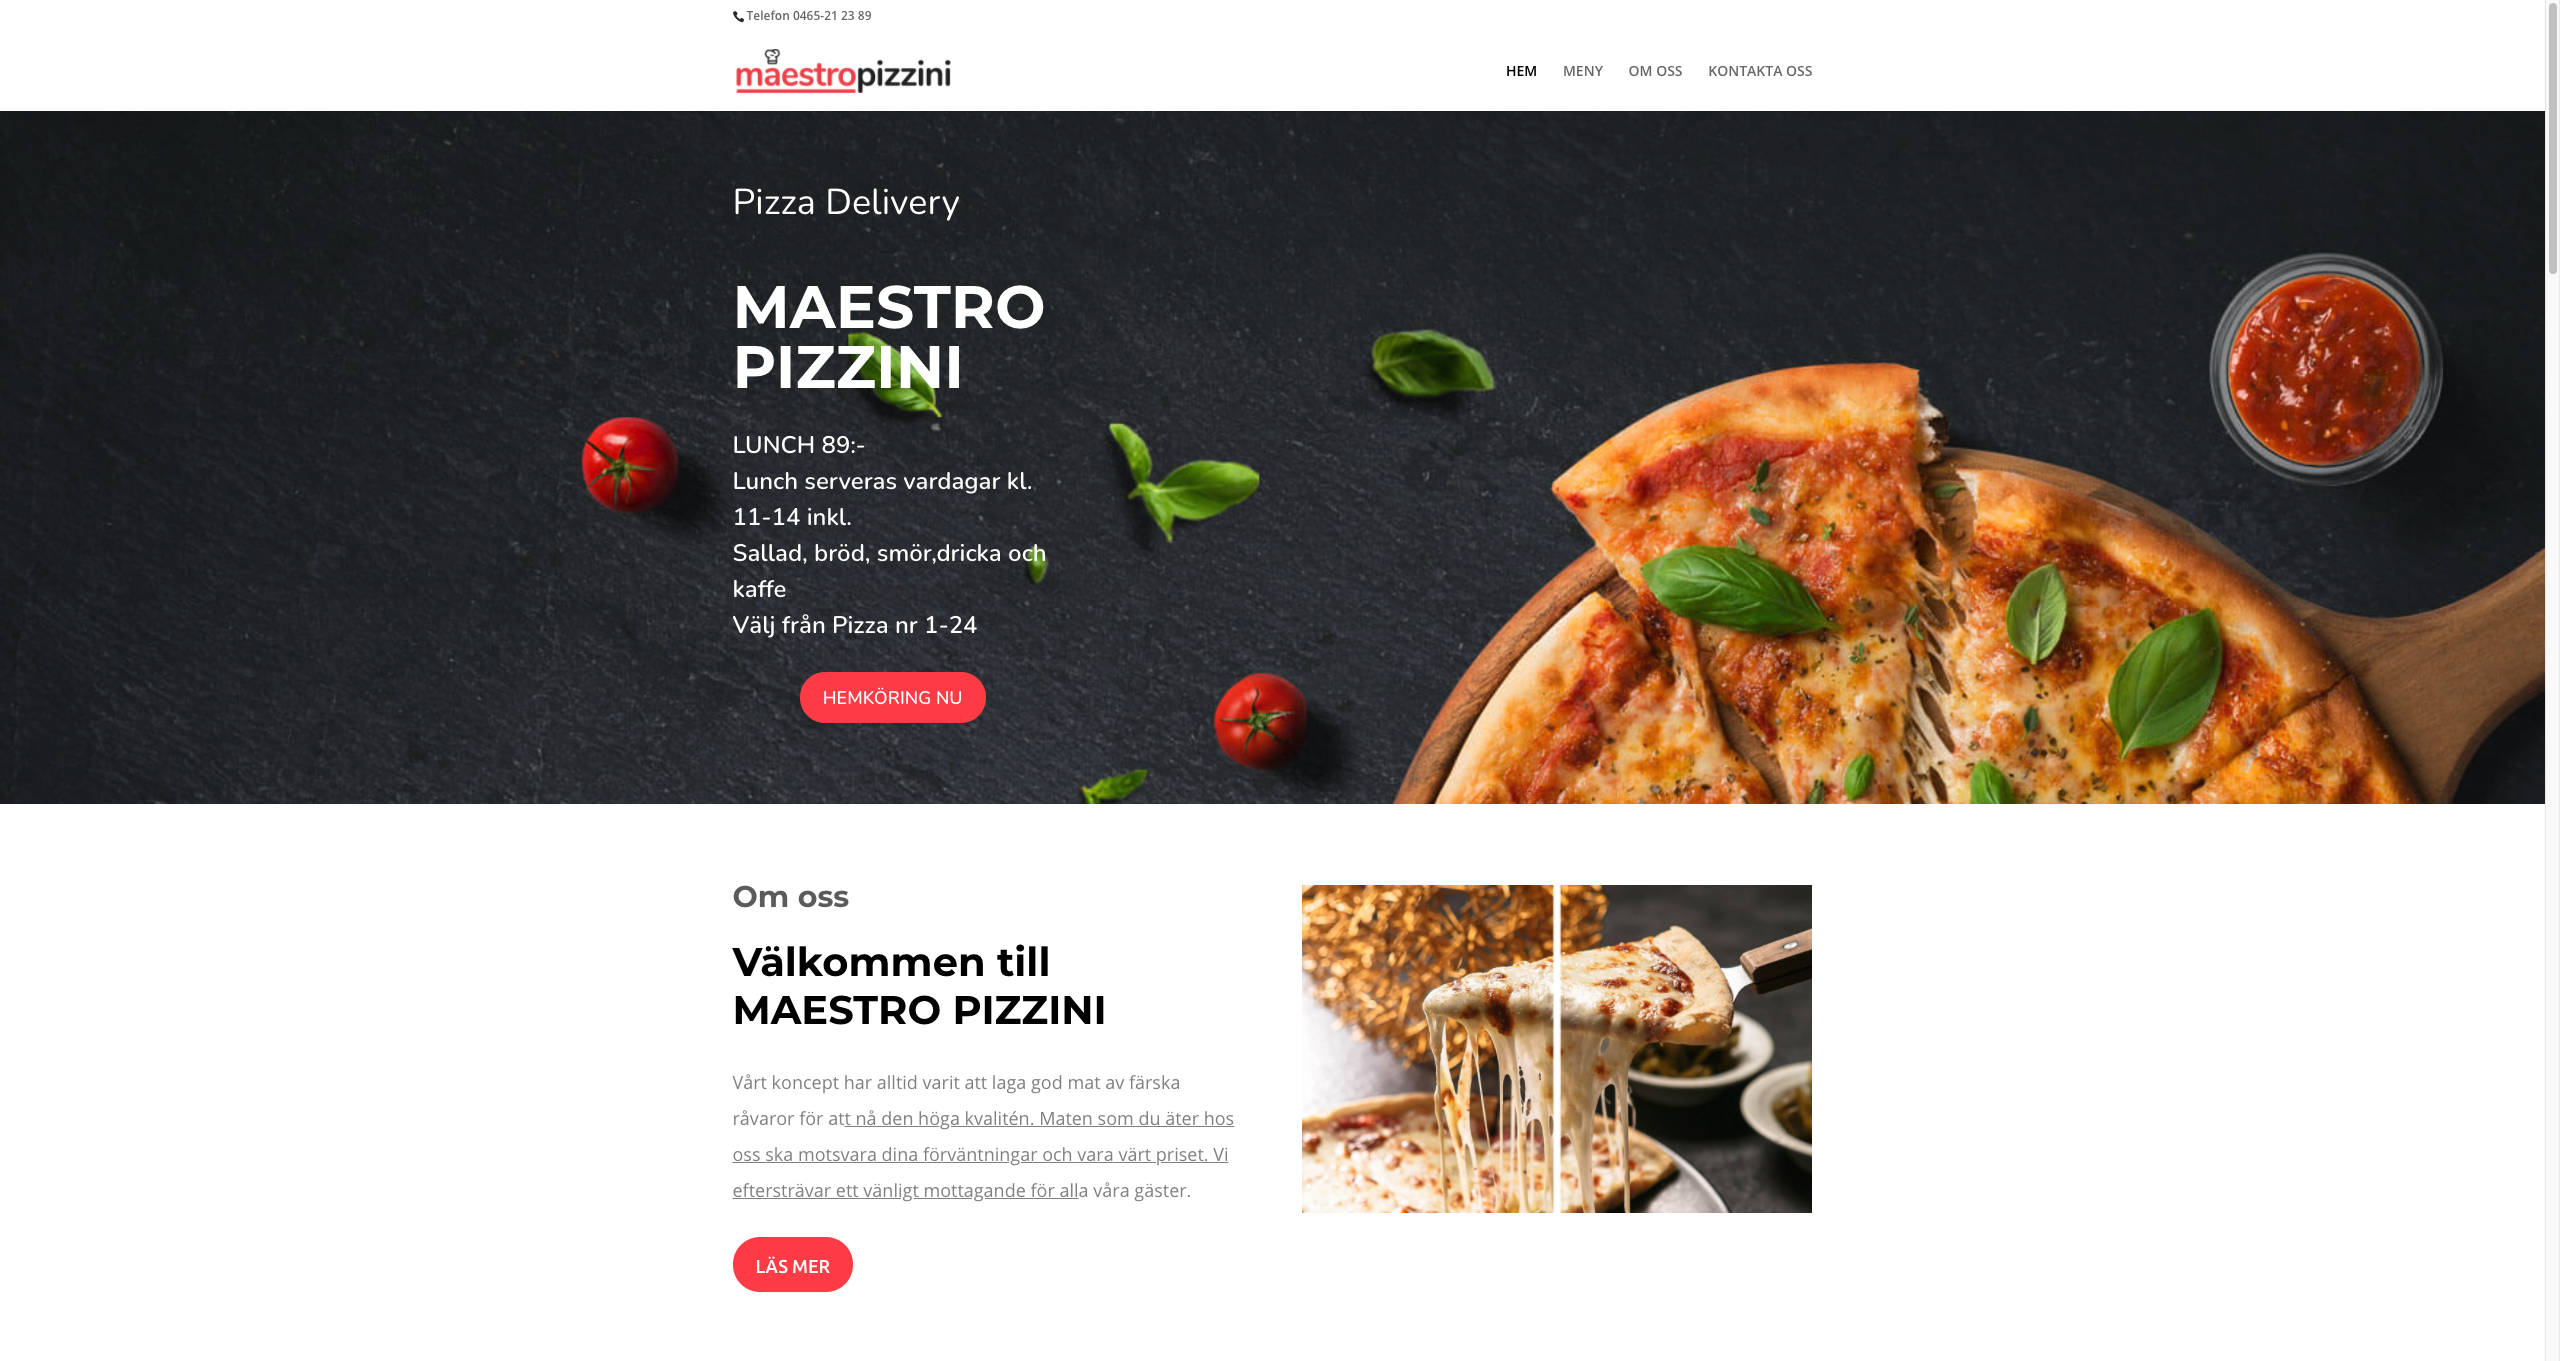 Telefon 0465-21 23 89
maestropizzini
HEM MENY OM OSS KONTAKTA OSS
Pizza Delivery
MAESTRO
PIZZINI
LUNCH 89:-
Lunch serveras vardagar kl.
11-14 inkl.
Sallad, bröd, smör,dricka och
kaffe
Välj från Pizza nr 1-24
HEMKÖRING NU
Om oss
Välkommen till
MAESTRO PIZZINI
Vårt koncept har alltid varit att laga god mat av färska
råvaror för att nå den höga kvalitén. Maten som du äter hos
oss ska motsvara dina förväntningar och vara värt priset. Vi
eftersträvar ett vänligt mottagande för alla våra gäster.
LÄS MER